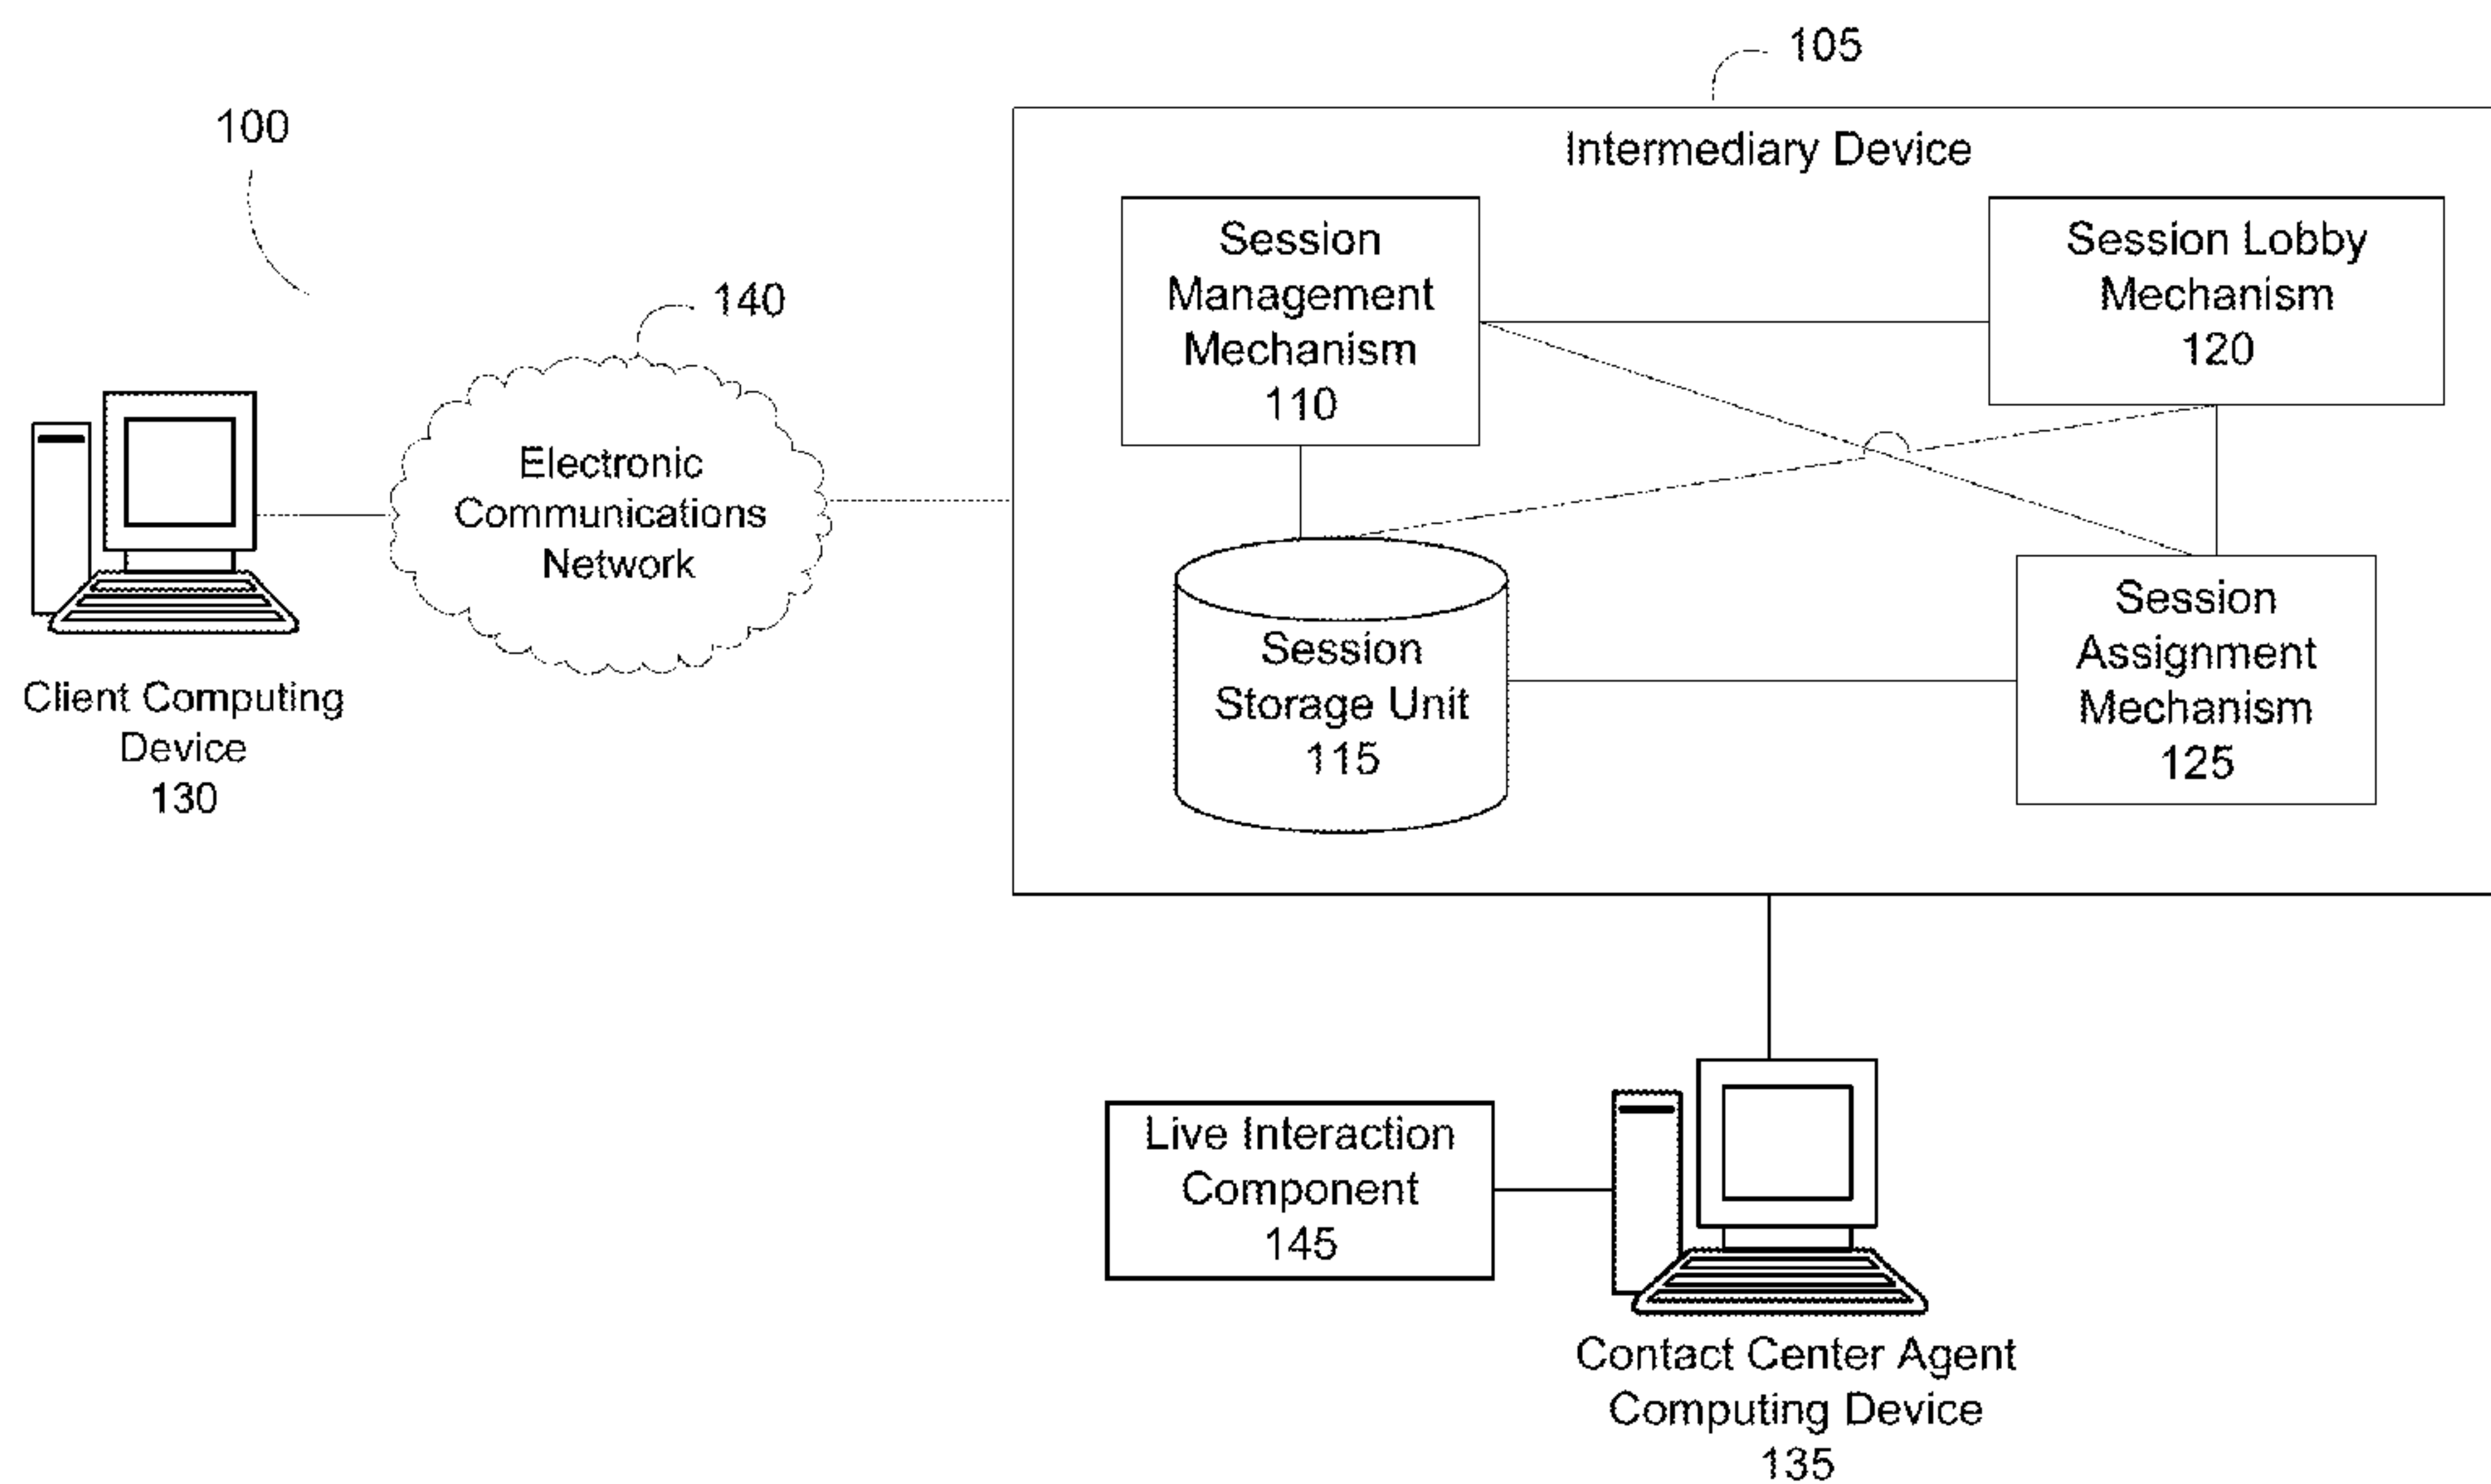 105
100
Intermediary Device
Session
Management
Mechanism
110
Session Lobby
Mechanism
120
140
Electronic
Communications
Network
Client Computing
Device
130
Session
Storage Unit
115
Session
Assignment
Mechanism
125
Live Interaction
Component
145
Contact Center Agent
Computing Device
135